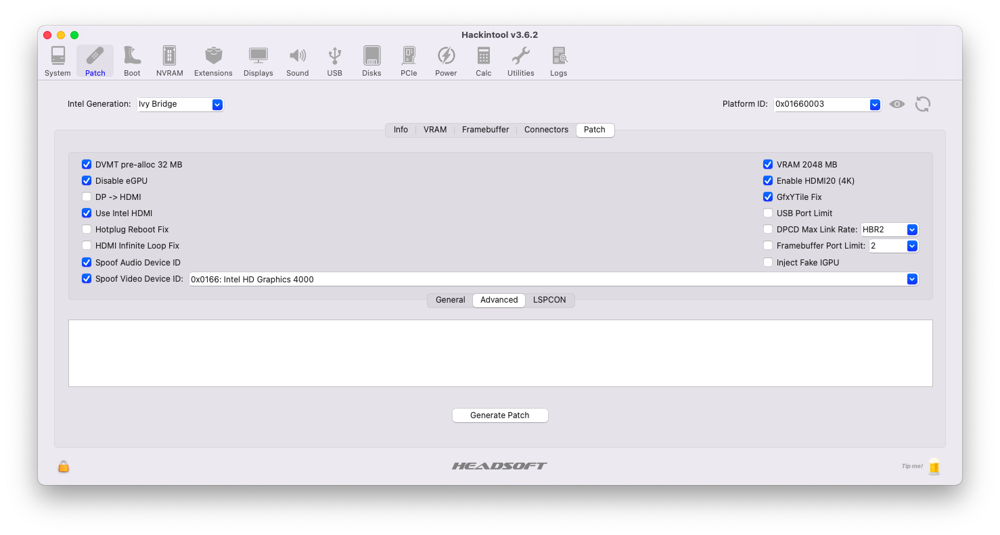 Hackintool v3.6.2
System Patch Boot NVRAM Extensions Displays Sound USB Disks PCIe Power Calc Utilities Logs
Intel Generation: Ivy Bridge Platform ID: 0x01660003
Info VRAM Framebuffer Connectors Patch
DVMT pre-alloc 32 MB VRAM 2048 MB
Disable eGPU Enable HDMI20 (4K)
DP -> HDMI GfxYTile Fix
Use Intel HDMI USB Port Limit
Hotplug Reboot Fix DPCD Max Link Rate: HBR2
HDMI Infinite Loop Fix Framebuffer Port Limit: 2
Spoof Audio Device ID Inject Fake IGPU
Spoof Video Device ID: 0x0166: Intel HD Graphics 4000
General Advanced LSPCON
Generate Patch
HEADSOFT Tip me!